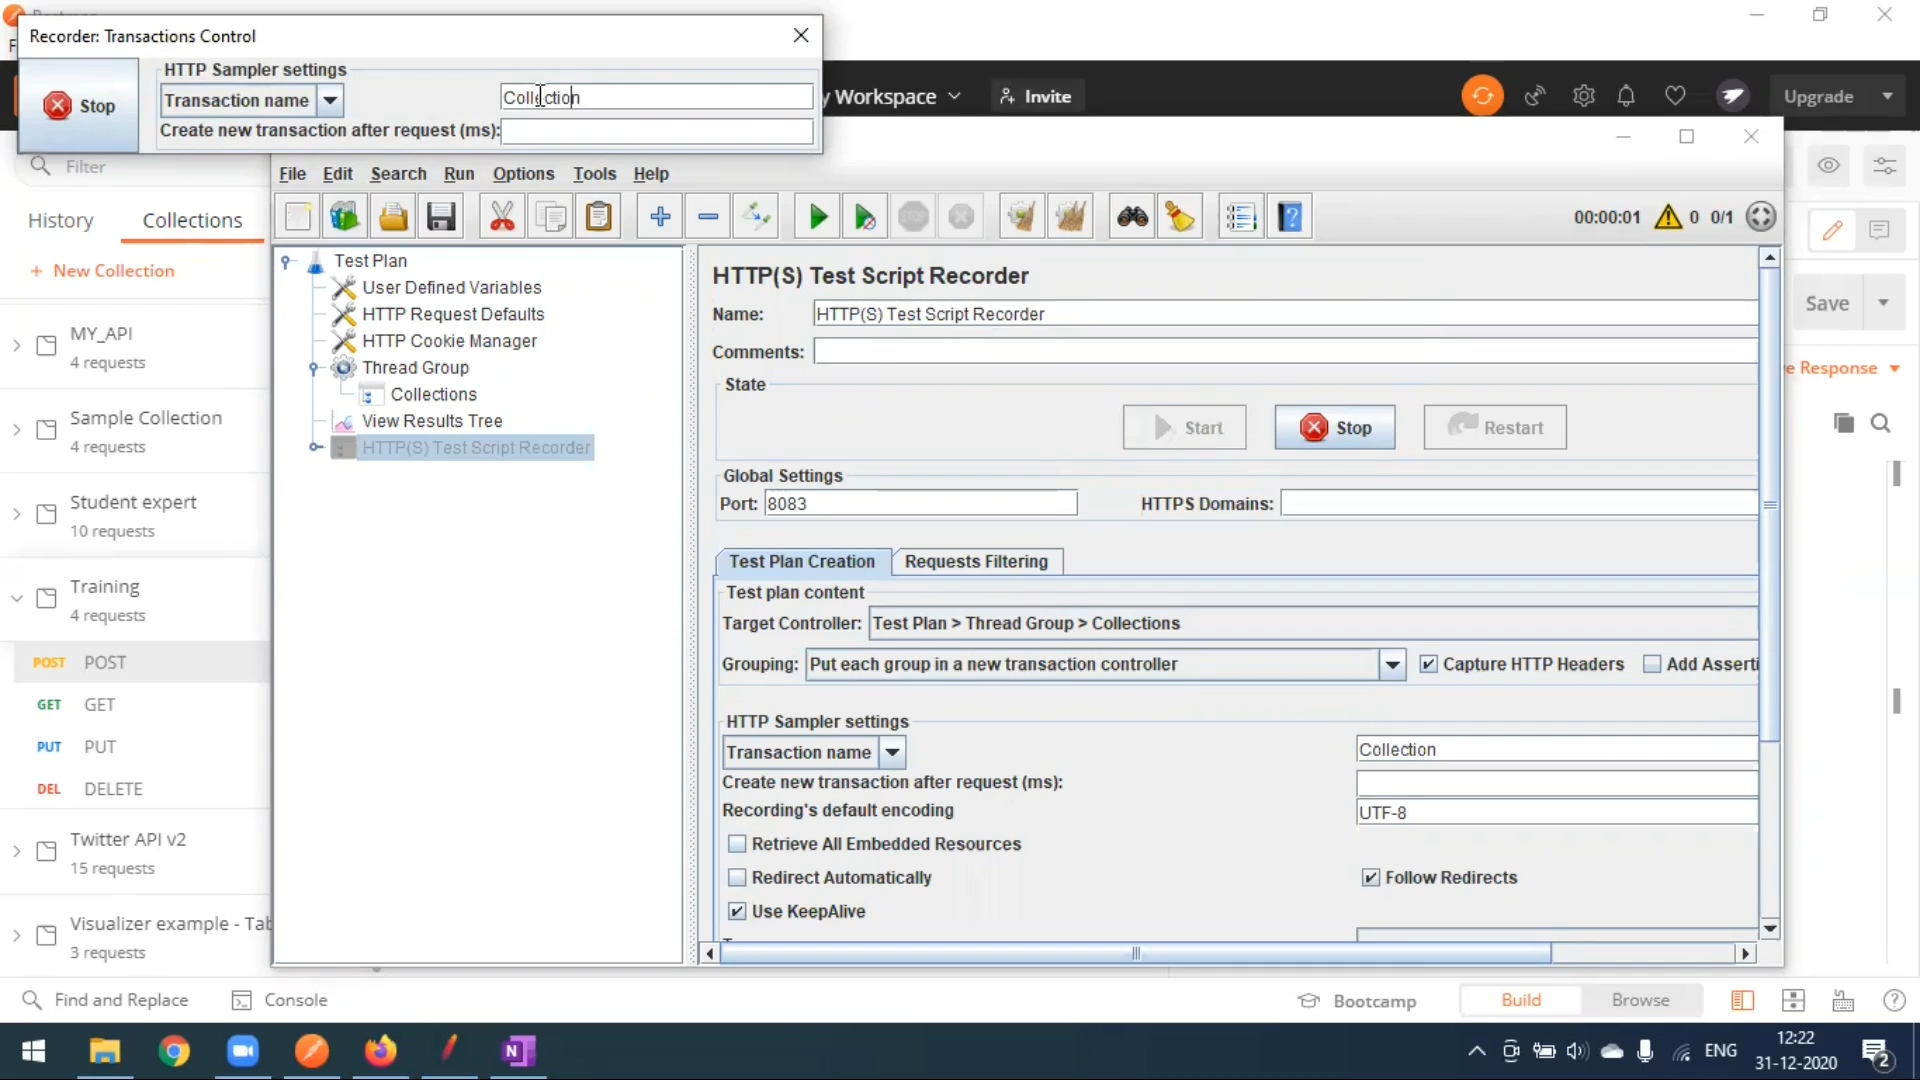 Recorder: Transactions Control
HTTP Sampler settings
Stop
Transaction name
Collection
Create new transaction after request (ms):
Workspace
Invite
Upgrade
Filter
File Edit Search Run Options Tools Help
History
Collections
00:00:01
0 0/1
+ New Collection
MY_API
4 requests
Sample Collection
4 requests
Student expert
10 requests
Training
4 requests
POST POST
GET GET
PUT PUT
DEL DELETE
Twitter API v2
15 requests
Visualizer example - Tab
3 requests
Test Plan
User Defined Variables
HTTP Request Defaults
HTTP Cookie Manager
Thread Group
Collections
View Results Tree
HTTP(S) Test Script Recorder
HTTP(S) Test Script Recorder
Name: HTTP(S) Test Script Recorder
Comments:
State
Start
Stop
Restart
Global Settings
Port: 8083
HTTPS Domains:
Test Plan Creation
Requests Filtering
Test plan content
Target Controller: Test Plan > Thread Group > Collections
Grouping: Put each group in a new transaction controller
Capture HTTP Headers
Add Asserti
HTTP Sampler settings
Transaction name
Collection
Create new transaction after request (ms):
Recording's default encoding
UTF-8
Retrieve All Embedded Resources
Redirect Automatically
Follow Redirects
Use KeepAlive
Save
e Response
Find and Replace
Console
Bootcamp
Build
Browse
ENG
12:22
31-12-2020
2